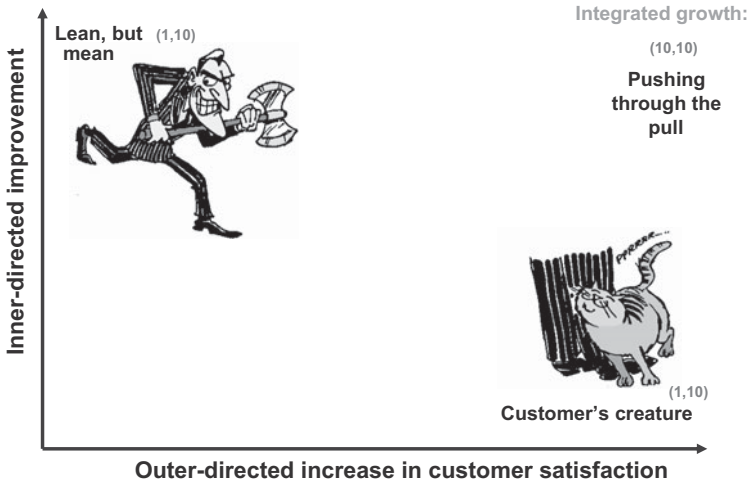 Integrated growth:
Lean, but (1,10)
mean
(10,10)
Pushing
through the
pull
Inner-directed improvement
PRRRRR....
(1,10)
Customer's creature
Outer-directed increase in customer satisfaction